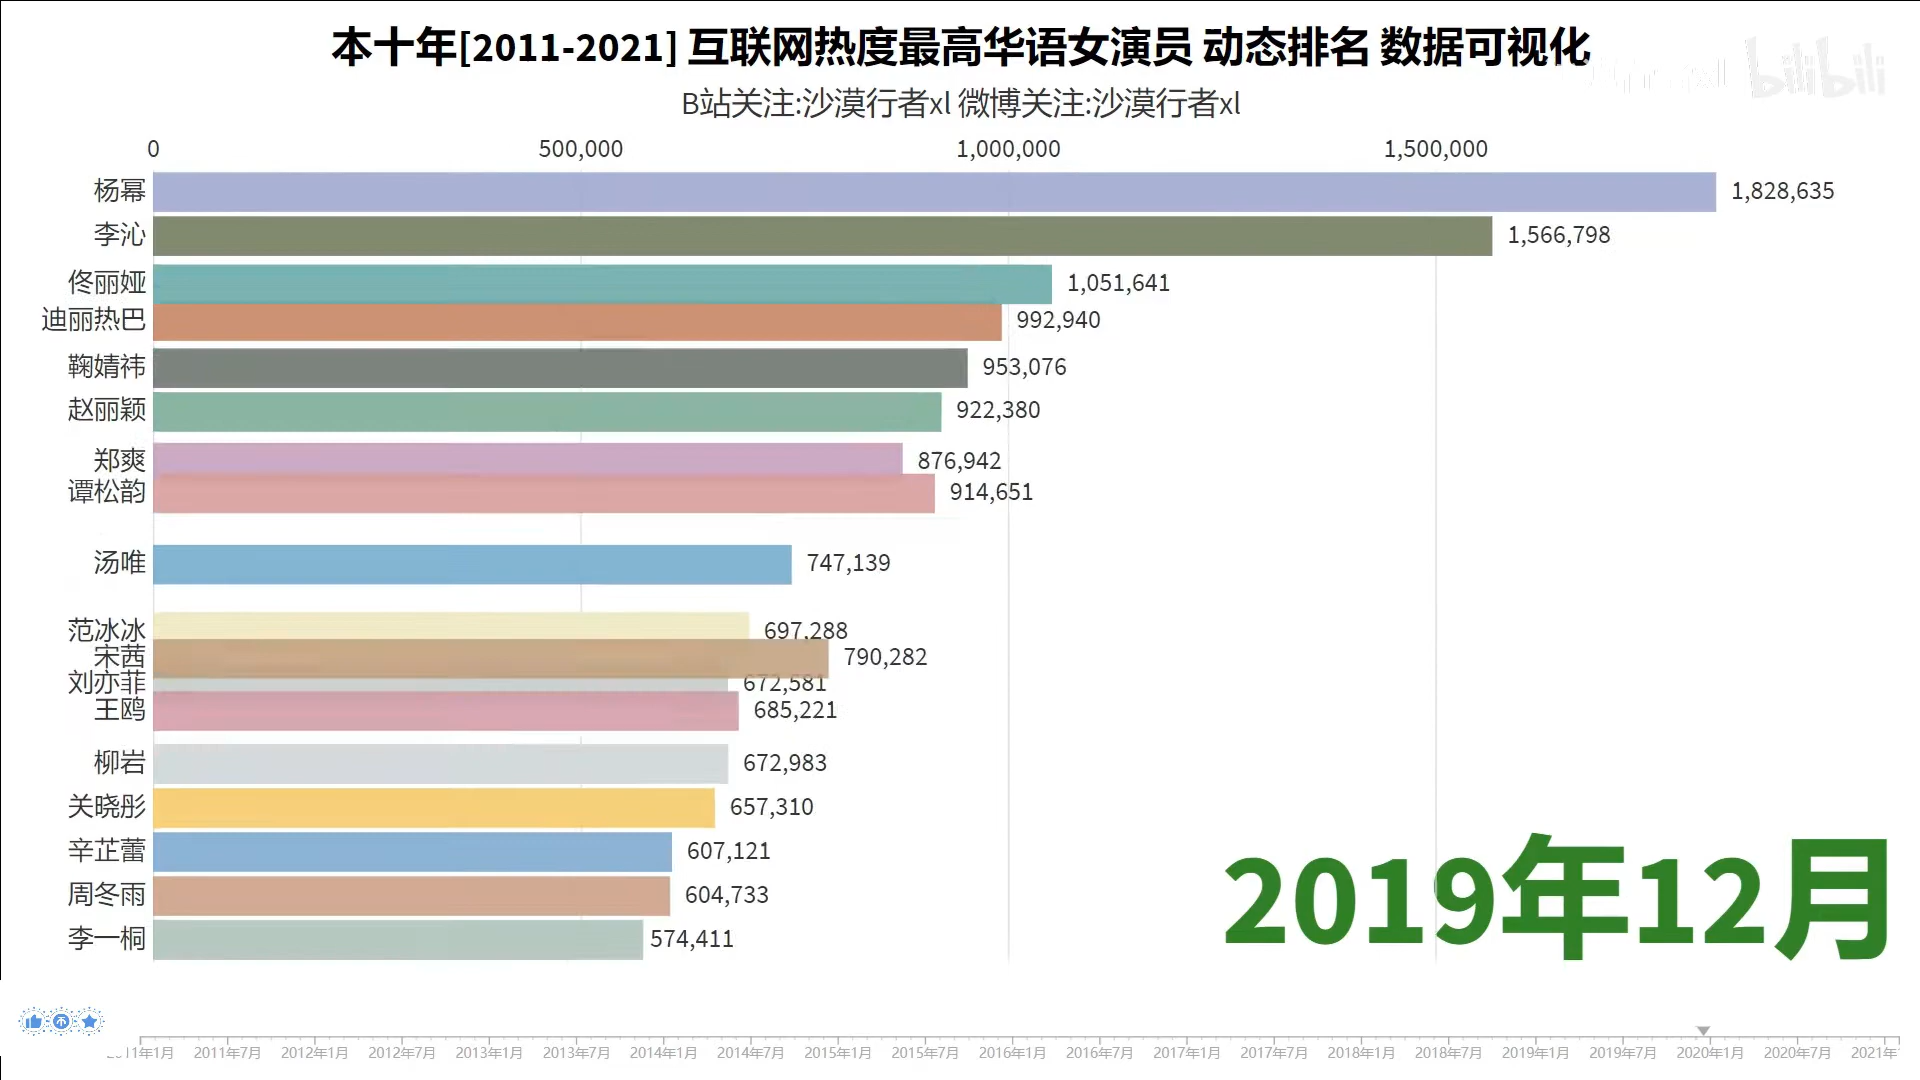 本十年[2011-2021] 互联网热度最高华语女演员 动态排名 数据可视化
bilibili
B站关注:沙漠行者xl 微博关注:沙漠行者xl
0 500,000 1,000,000 1,500,000
杨幂 1,828,635
李沁 1,566,798
佟丽娅 1,051,641
迪丽热巴 992,940
鞠婧祎 953,076
赵丽颖 922,380
郑爽 876,942
谭松韵 914,651
汤唯 747,139
范冰冰 697,288
宋茜 790,282
刘亦菲 672,581
王鸥 685,221
柳岩 672,983
关晓彤 657,310
辛芷蕾 607,121
周冬雨 604,733
李一桐 574,411
2019年12月
11年1月 2011年7月 2012年1月 2012年7月 2013年1月 2013年7月 2014年1月 2014年7月 2015年1月 2015年7月 2016年1月 2016年7月 2017年1月 2017年7月 2018年1月 2018年7月 2019年1月 2019年7月 2020年1月 2020年7月 2021年